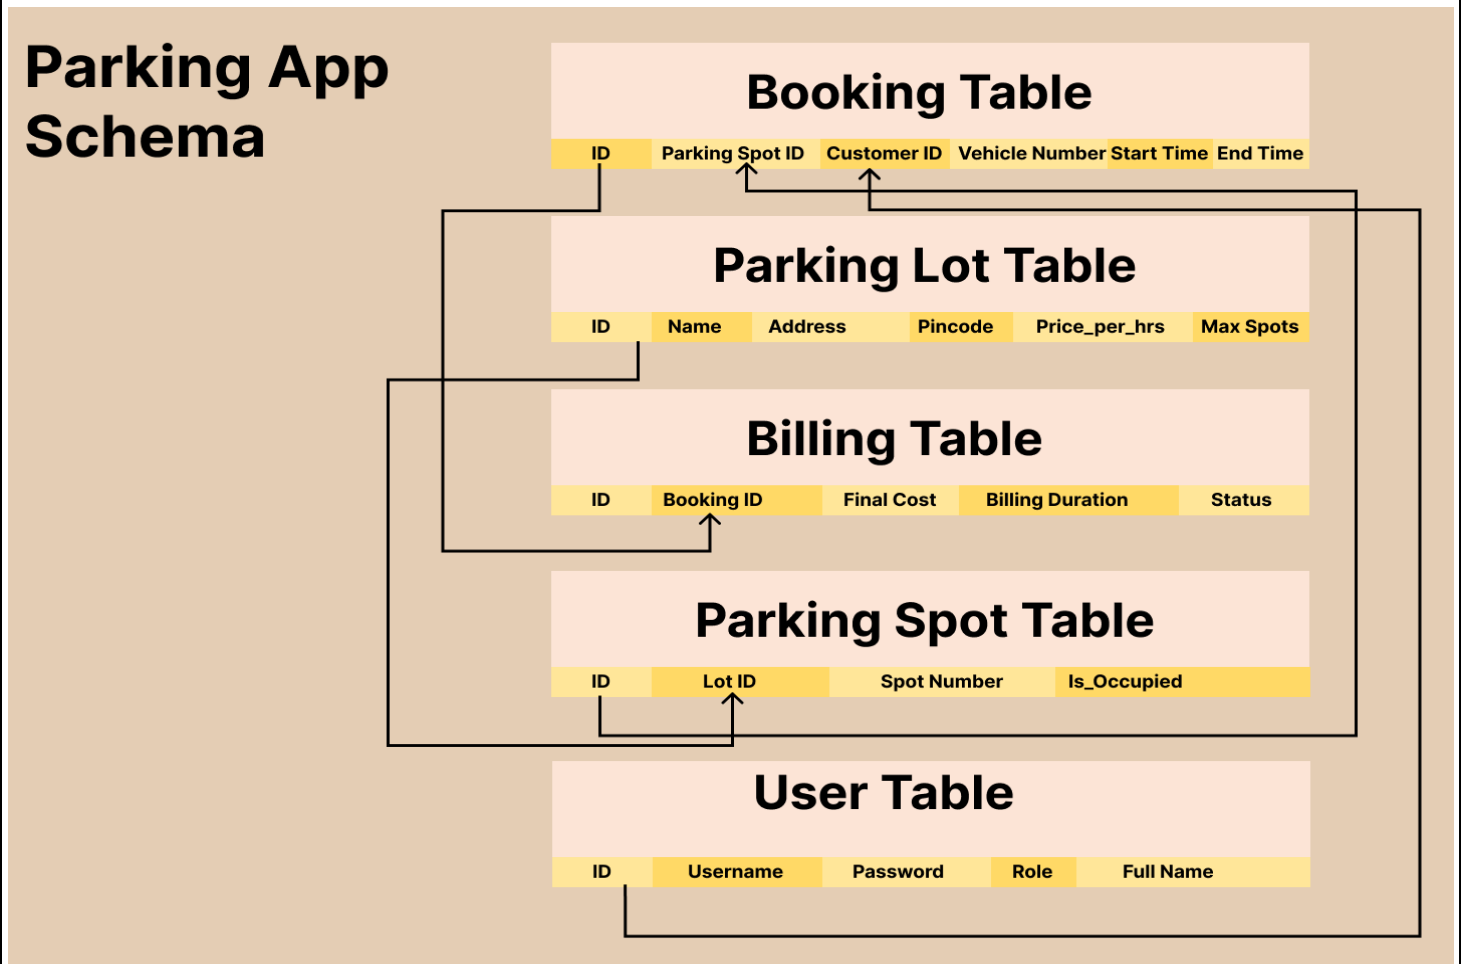 Parking App
Schema
Booking Table
ID Parking Spot ID Customer ID Vehicle Number Start Time End Time
Parking Lot Table
ID Name Address Pincode Price_per_hrs Max Spots
Billing Table
ID Booking ID Final Cost Billing Duration Status
Parking Spot Table
ID Lot ID Spot Number Is_Occupied
User Table
ID Username Password Role Full Name